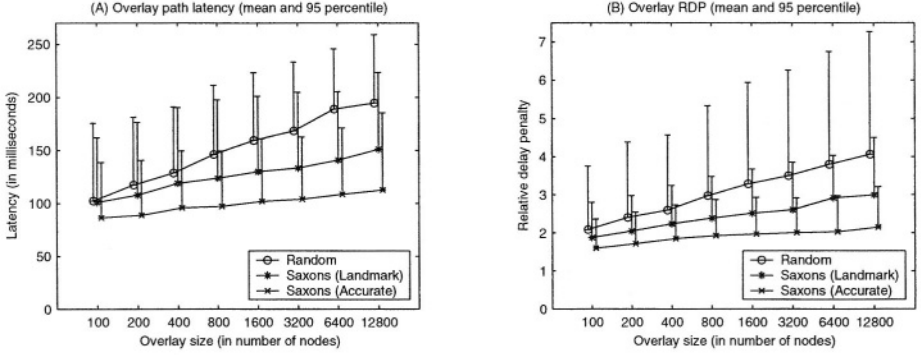 (A) Overlay path latency (mean and 95 percentile)
250
200
150
100
50
0
Latency (in milliseconds)
Random
Saxons (Landmark)
Saxons (Accurate)
100 200 400 800 1600 3200 6400 12800
Overlay size (in number of nodes)
(B) Overlay RDP (mean and 95 percentile)
7
6
5
4
3
2
1
0
Relative delay penalty
Random
Saxons (Landmark)
Saxons (Accurate)
100 200 400 800 1600 3200 6400 12800
Overlay size (in number of nodes)